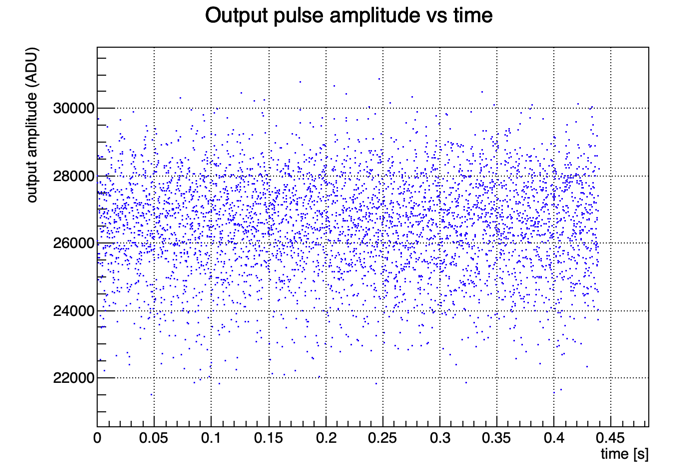 Output pulse amplitude vs time
output amplitude (ADU)
30000
28000
26000
24000
22000
0 0.05 0.1 0.15 0.2 0.25 0.3 0.35 0.4 0.45
time [s]